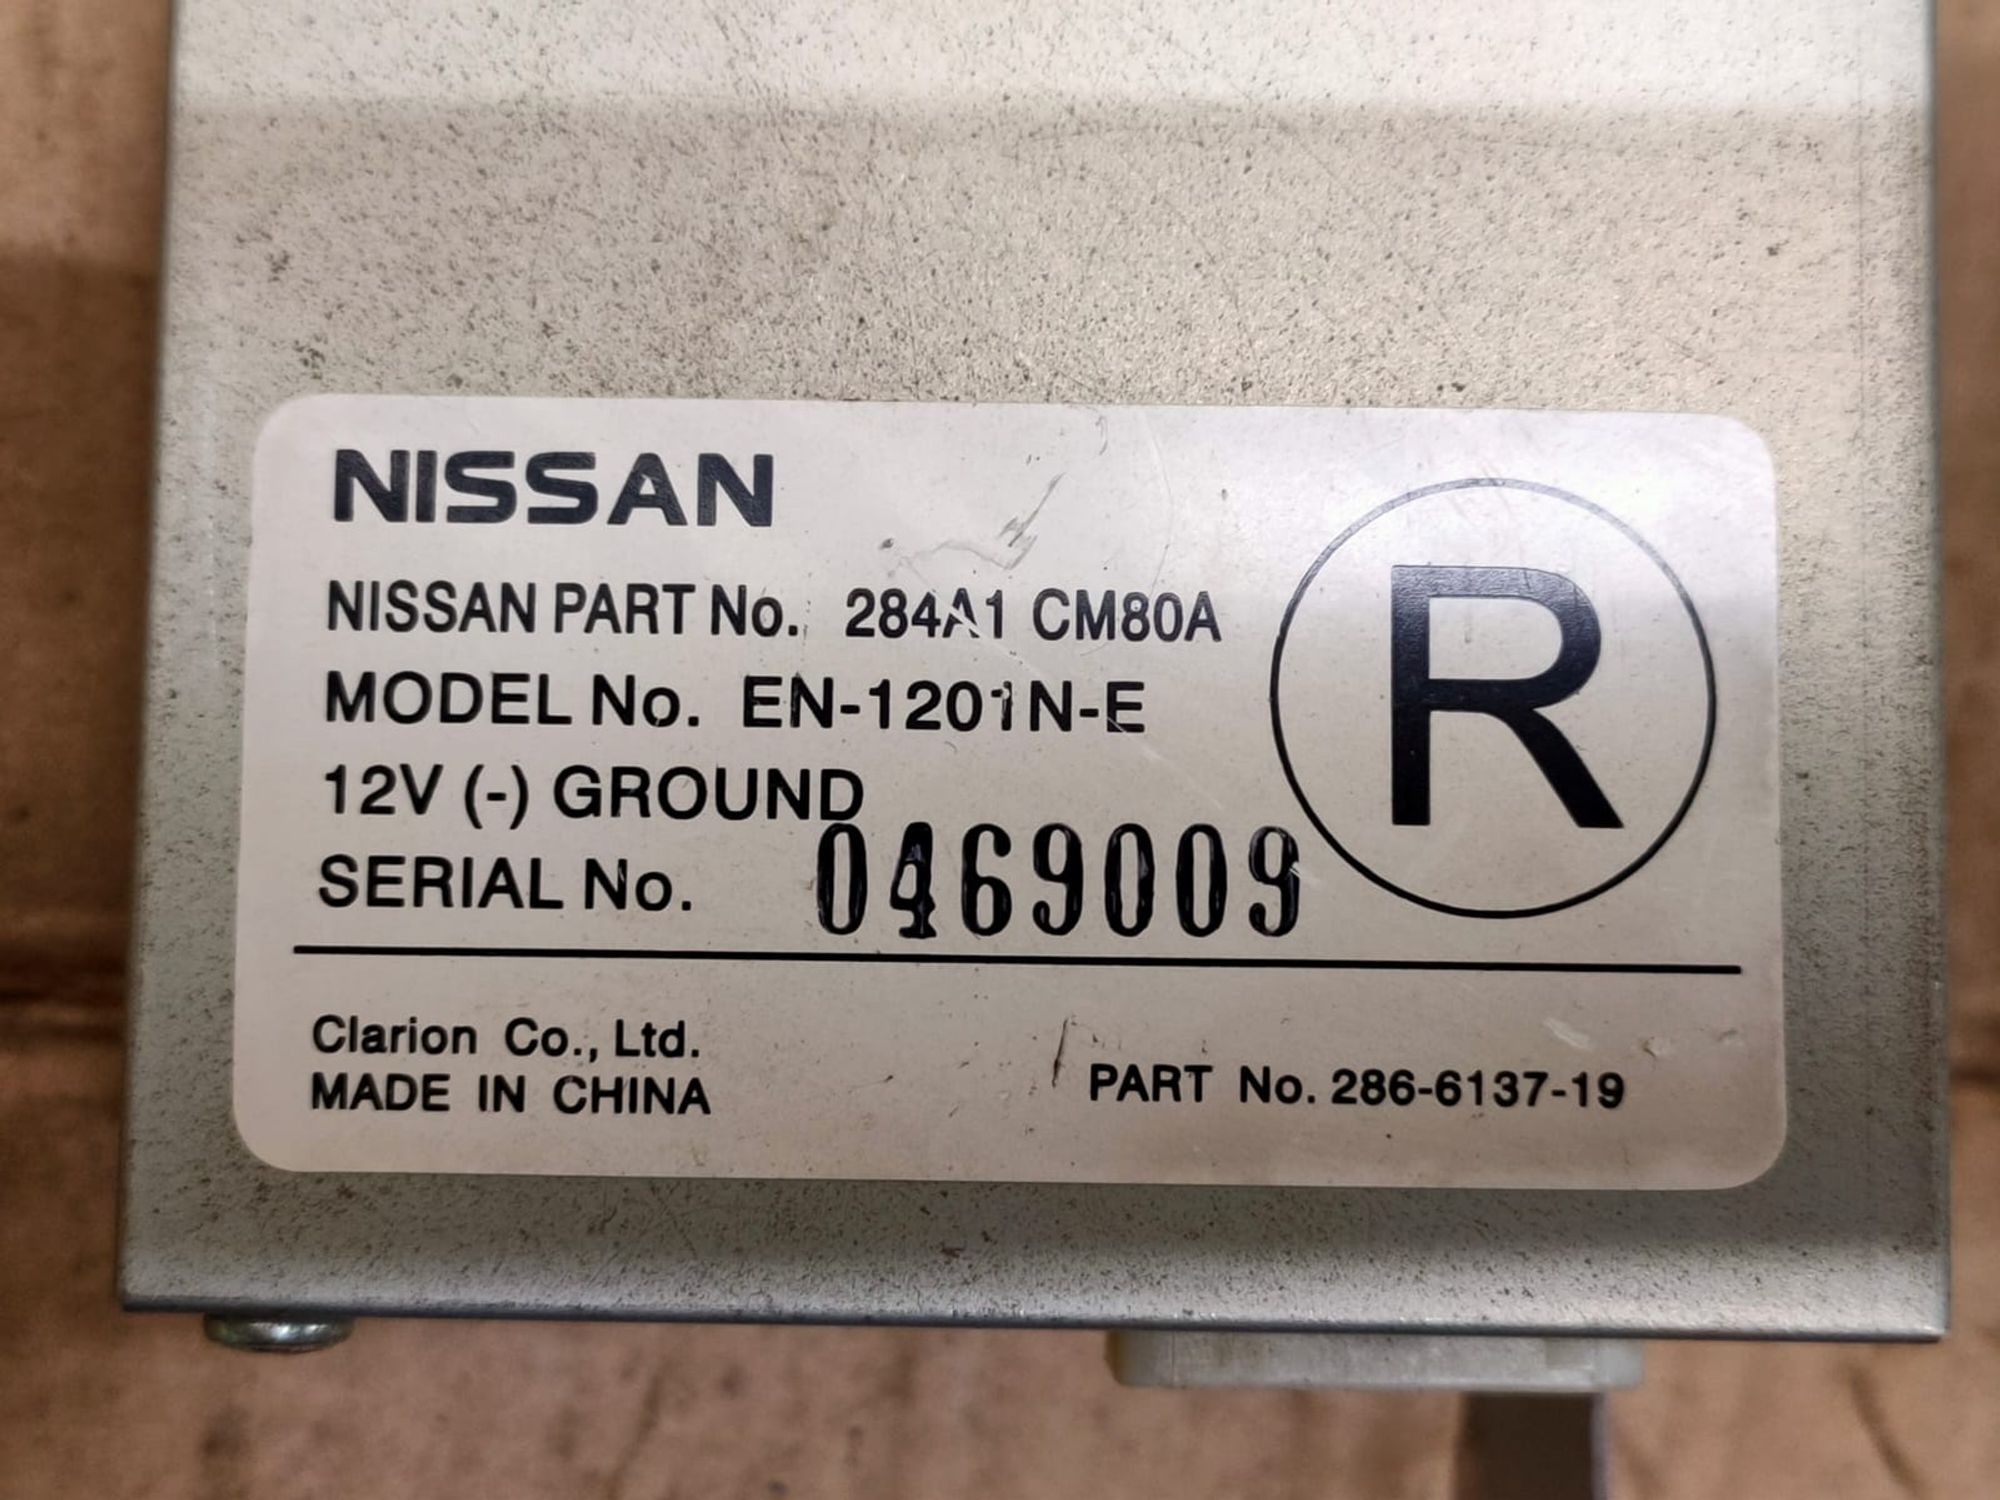 NISSAN
NISSAN PART No. 284A1 CM80A
MODEL No. EN-1201N-E
12V (-) GROUND
SERIAL No. 0469009
R
Clarion Co., Ltd.
MADE IN CHINA
PART No. 286-6137-19